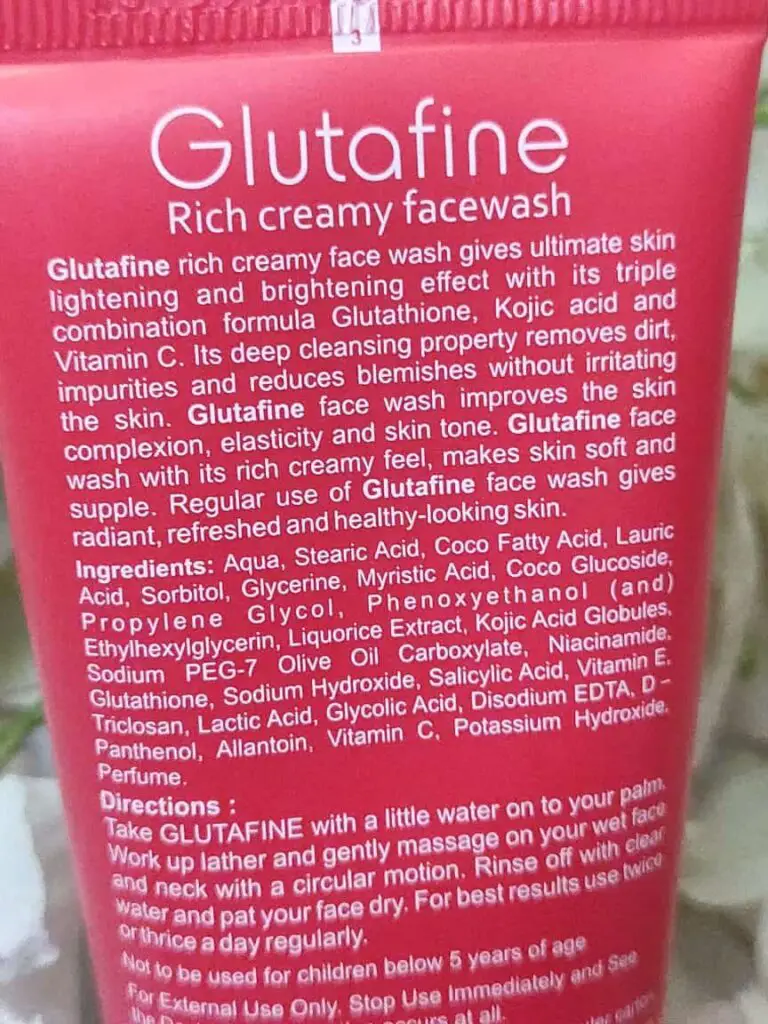 3
Glutafine
Rich creamy facewash
Glutafine rich creamy face wash gives ultimate skin
lightening and brightening effect with its triple
combination formula Glutathione, Kojic acid and
Vitamin C. Its deep cleansing property removes dirt,
impurities and reduces blemishes without irritating
the skin. Glutafine face wash improves the skin
complexion, elasticity and skin tone. Glutafine face
wash with its rich creamy feel, makes skin soft and
supple. Regular use of Glutafine face wash gives
radiant, refreshed and healthy-looking skin.
Ingredients: Aqua, Stearic Acid, Coco Fatty Acid, Lauric
Acid, Sorbitol, Glycerine, Myristic Acid, Coco Glucoside,
Propylene Glycol, Phenoxyethanol (and)
Ethylhexylglycerin, Liquorice Extract, Kojic Acid Globules,
Sodium PEG-7 Olive Oil Carboxylate, Niacinamide,
Glutathione, Sodium Hydroxide, Salicylic Acid, Vitamin E,
Triclosan, Lactic Acid, Glycolic Acid, Disodium EDTA, D -
Panthenol, Allantoin, Vitamin C, Potassium Hydroxide,
Perfume.
Directions :
Take GLUTAFINE with a little water on to your palm.
Work up lather and gently massage on your wet face
and neck with a circular motion. Rinse off with clear
water and pat your face dry. For best results use twice
or thrice a day regularly.
Not to be used for children below 5 years of age
For External Use Only. Stop Use Immediately and See
the occurs at all.